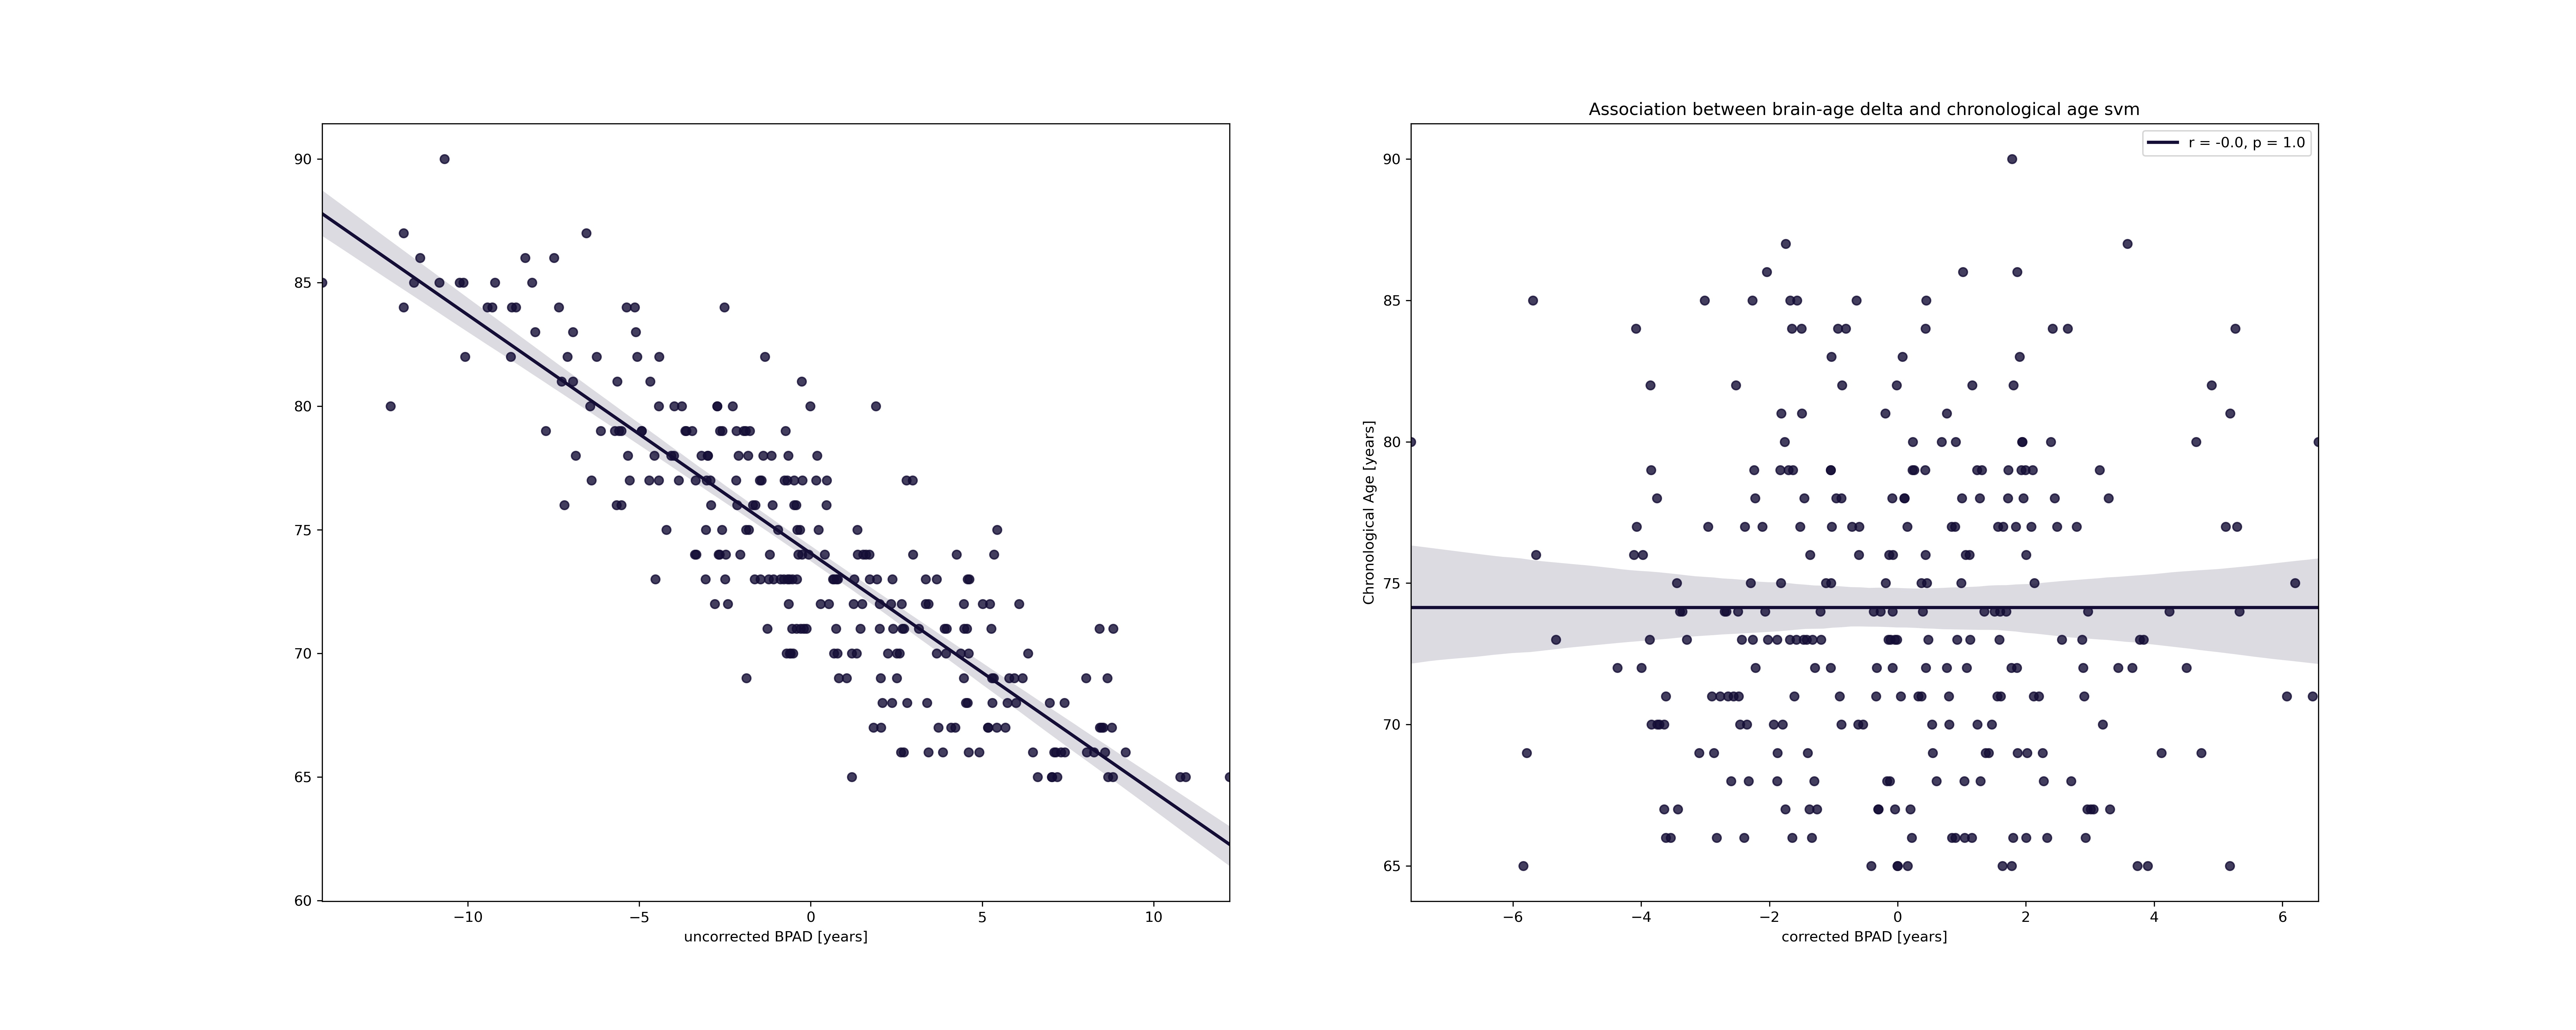 90
85
80
75
70
65
60
−10 −5 0 5 10
uncorrected BPAD [years]
Association between brain-age delta and chronological age svm
r = -0.0, p = 1.0
Chronological Age [years]
90
85
80
75
70
65
−6 −4 −2 0 2 4 6
corrected BPAD [years]